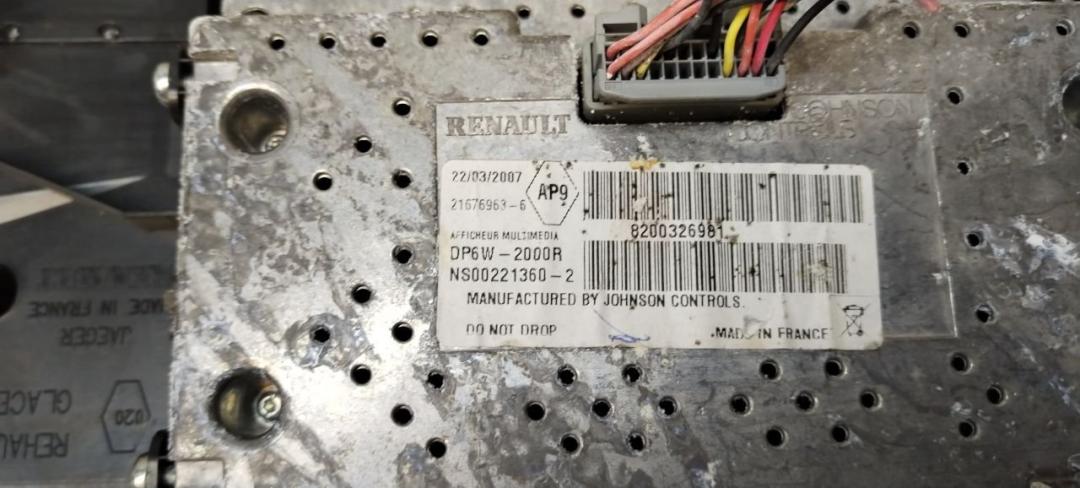 RENAULT
JOHNSON
CONTROLS
22/03/2007
AP9
21676963-6
AFFICHEUR MULTIMEDIA
8200326981
DP6W-2000R
NS00221360-2
MANUFACTURED BY JOHNSON CONTROLS.
DO NOT DROP
MADE IN FRANCE
MADE IN FRANCE
JAEGER
020
GLACE